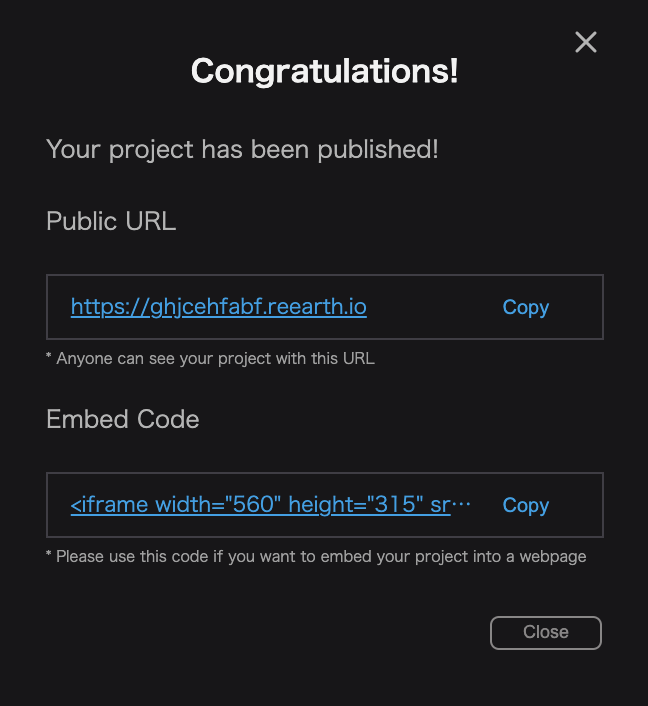 Congratulations!
Your project has been published!
Public URL
https://ghjcehfabf.reearth.io
Copy
* Anyone can see your project with this URL
Embed Code
<iframe width="560" height="315" sr…
Copy
* Please use this code if you want to embed your project into a webpage
Close